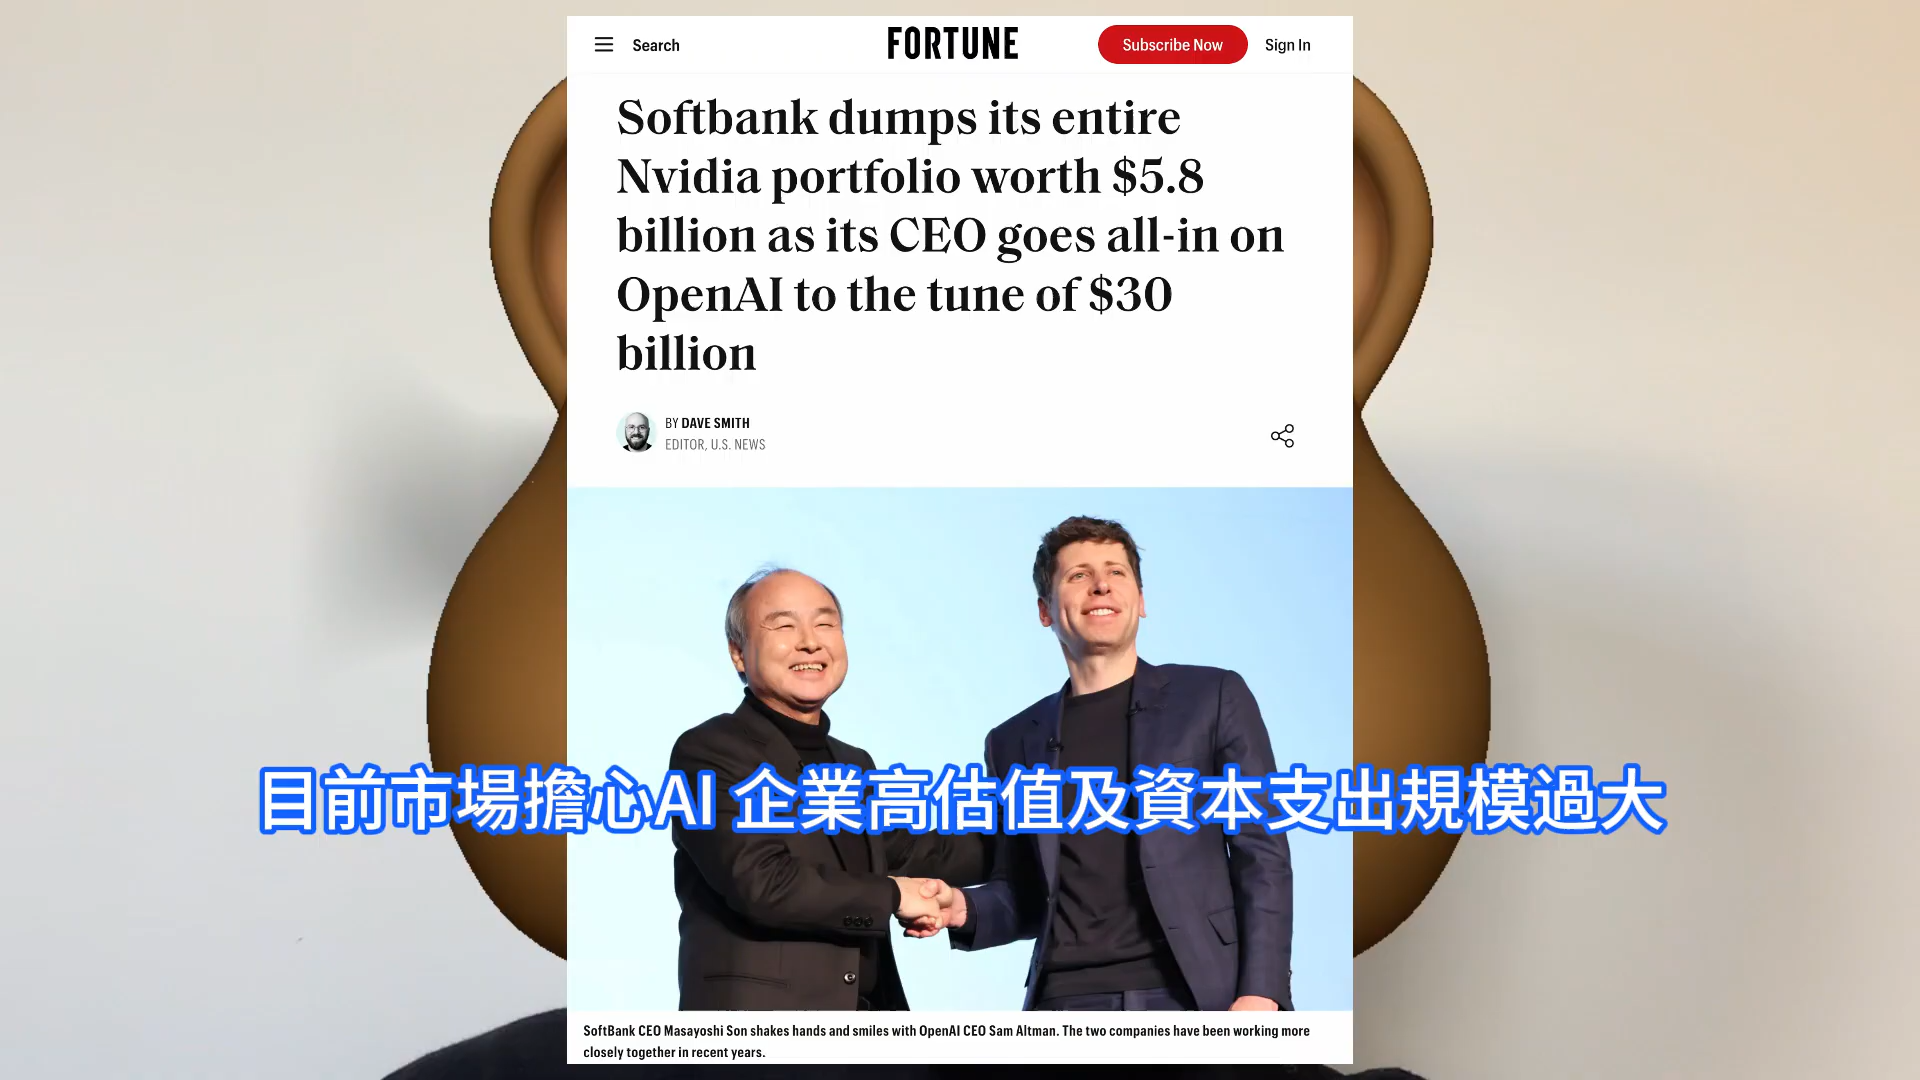 Search
FORTUNE
Subscribe Now
Sign In
Softbank dumps its entire
Nvidia portfolio worth $5.8
billion as its CEO goes all-in on
OpenAI to the tune of $30
billion
BY DAVE SMITH
EDITOR, U.S. NEWS
目前市場擔心AI 企業高估值及資本支出規模過大
SoftBank CEO Masayoshi Son shakes hands and smiles with OpenAI CEO Sam Altman. The two companies have been working more
closely together in recent years.